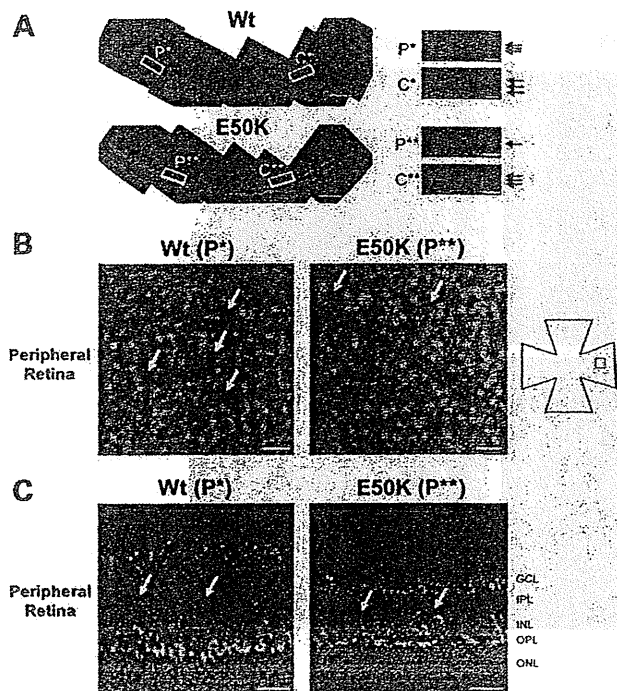 A
Wt
P*
C*
P*
C*
E50K
P**
C**
P**
C**
B
Wt (P*)
E50K (P**)
Peripheral
Retina
C
Wt (P*)
E50K (P**)
Peripheral
Retina
GCL
IPL
INL
OPL
ONL